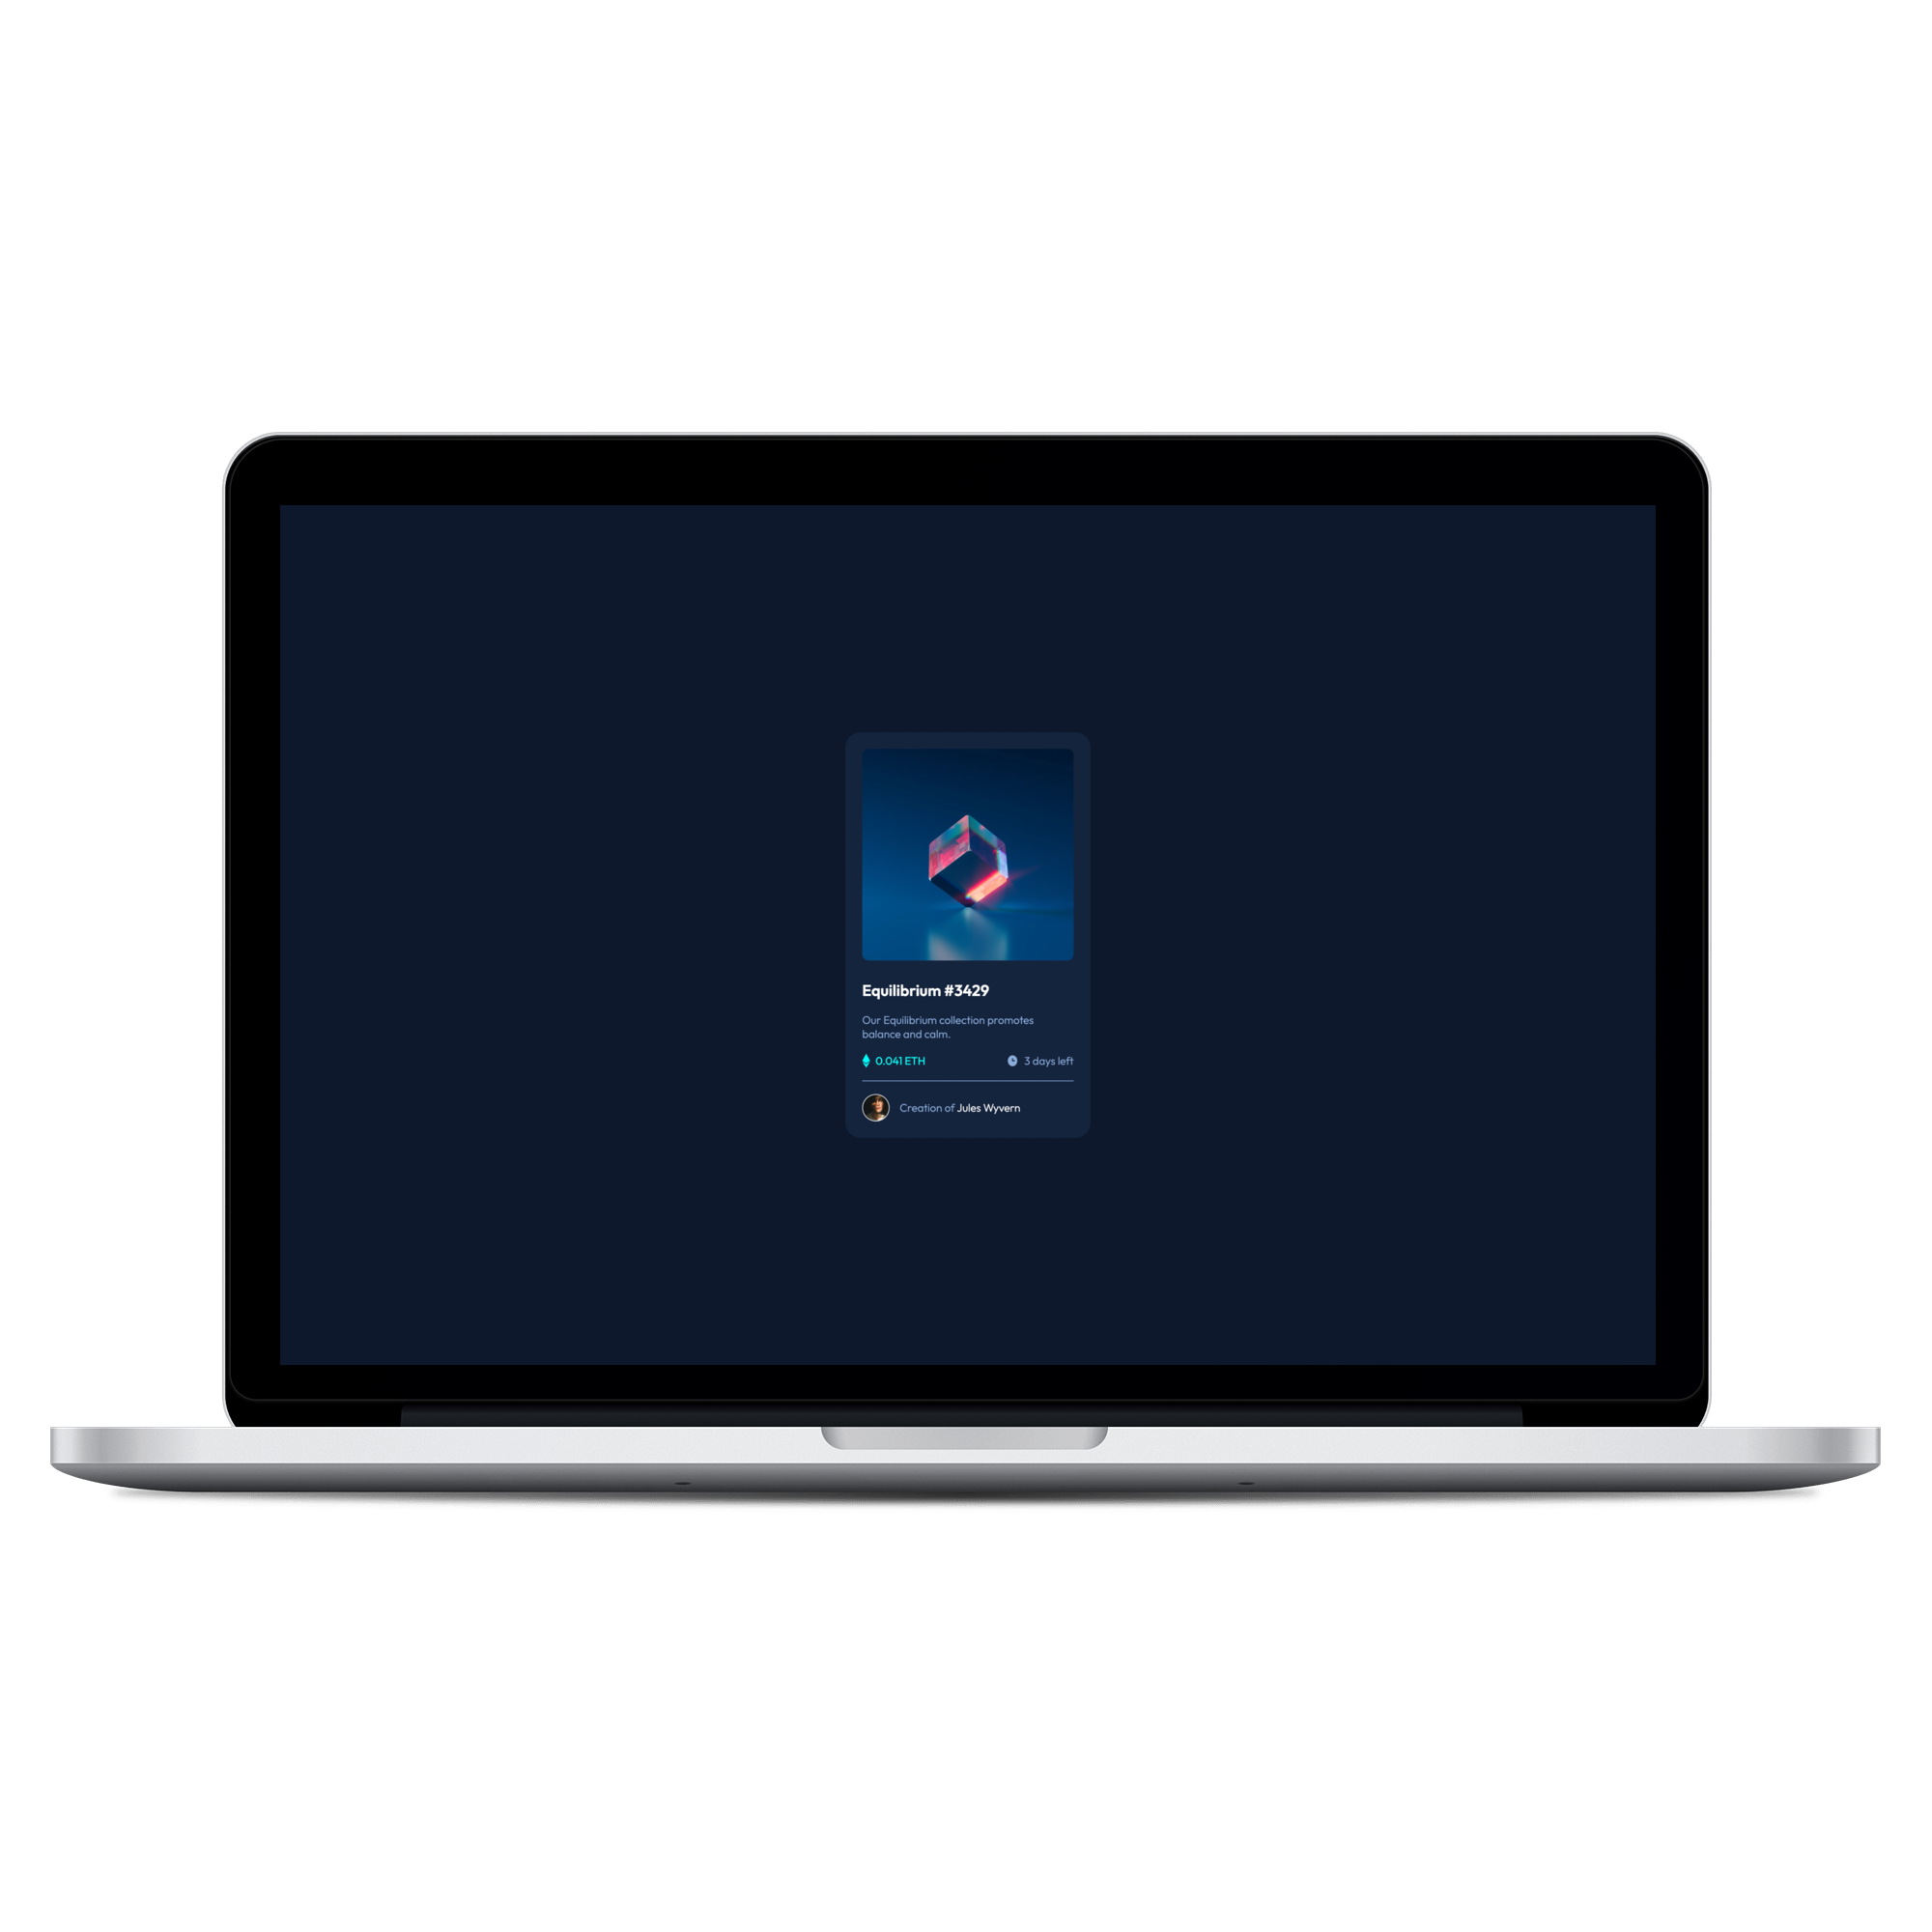 Equilibrium #3429
Our Equilibrium collection promotes
balance and calm.
0.041 ETH
3 days left
Creation of Jules Wyvern